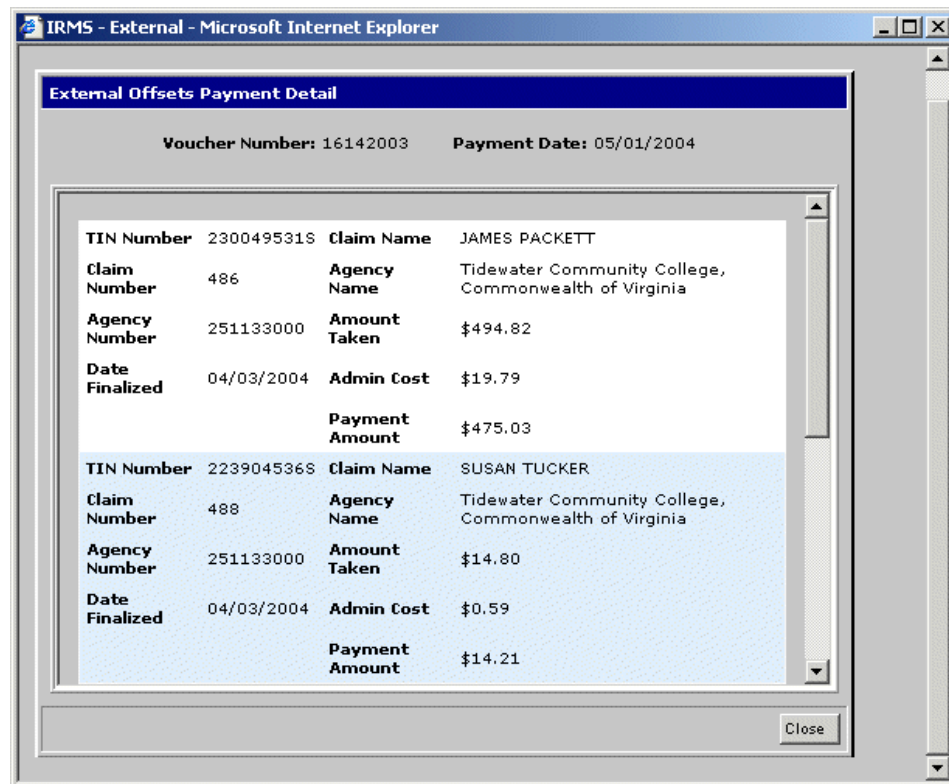 IRMS - External - Microsoft Internet Explorer
External Offsets Payment Detail
Voucher Number: 16142003 Payment Date: 05/01/2004
TIN Number 230049531S Claim Name JAMES PACKETT
Claim Number 486 Agency Name Tidewater Community College, Commonwealth of Virginia
Agency Number 251133000 Amount Taken $494.82
Date Finalized 04/03/2004 Admin Cost $19.79
Payment Amount $475.03
TIN Number 223904536S Claim Name SUSAN TUCKER
Claim Number 488 Agency Name Tidewater Community College, Commonwealth of Virginia
Agency Number 251133000 Amount Taken $14.80
Date Finalized 04/03/2004 Admin Cost $0.59
Payment Amount $14.21
Close